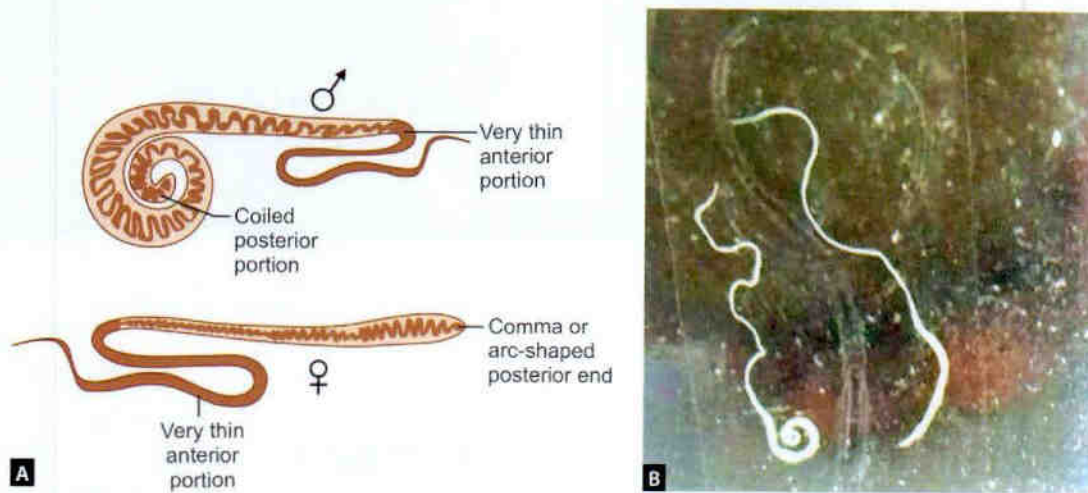 ♂
Very thin
anterior
portion
Coiled
posterior
portion
Comma or
arc-shaped
posterior end
♀
Very thin
anterior
portion
A
B